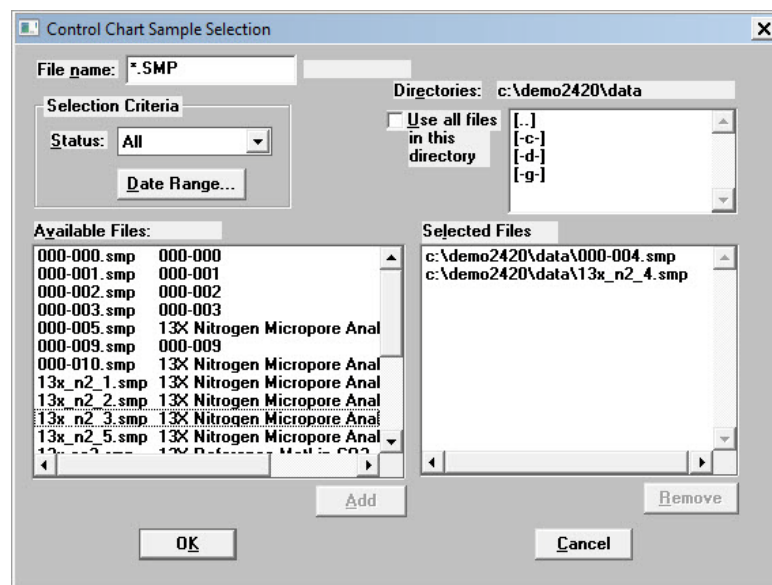 Control Chart Sample Selection
File name: *.SMP
Directories: c:\demo2420\data
Selection Criteria
Status: All
Date Range...
Use all files
in this
directory
[..]
[-c-]
[-d-]
[-g-]
Available Files:
000-000.smp 000-000
000-001.smp 000-001
000-002.smp 000-002
000-003.smp 000-003
000-005.smp 13X Nitrogen Micropore Anal
000-009.smp 000-009
000-010.smp 13X Nitrogen Micropore Anal
13x_n2_1.smp 13X Nitrogen Micropore Anal
13x_n2_2.smp 13X Nitrogen Micropore Anal
13x_n2_3.smp 13X Nitrogen Micropore Anal
13x_n2_5.smp 13X Nitrogen Micropore Anal
Selected Files
c:\demo2420\data\000-004.smp
c:\demo2420\data\13x_n2_4.smp
Add
Remove
OK
Cancel